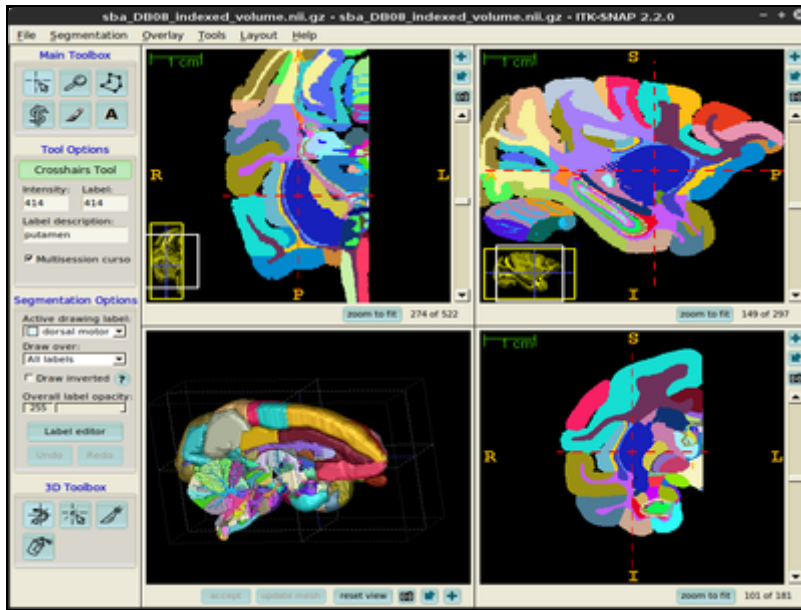 sba_DB08_indexed_volume.nii.gz - sba_DB08_indexed_volume.nii.gz - ITK-SNAP 2.2.0
File Segmentation Overlay Tools Layout Help
Main Toolbox
A
Tool Options
Crosshairs Tool
Intensity: Label:
414 414
Label description:
putamen
Multisession curso
Segmentation Options
Active drawing label:
dorsal motor
Draw over:
All labels
Draw inverted ?
Overall label opacity:
255
Label editor
Undo Redo
3D Toolbox
1 cm
R
L
P
zoom to fit 274 of 522
1 cm
S
P
I
zoom to fit 149 of 297
accept update mesh reset view
1 cm
S
R
L
I
zoom to fit 101 of 181